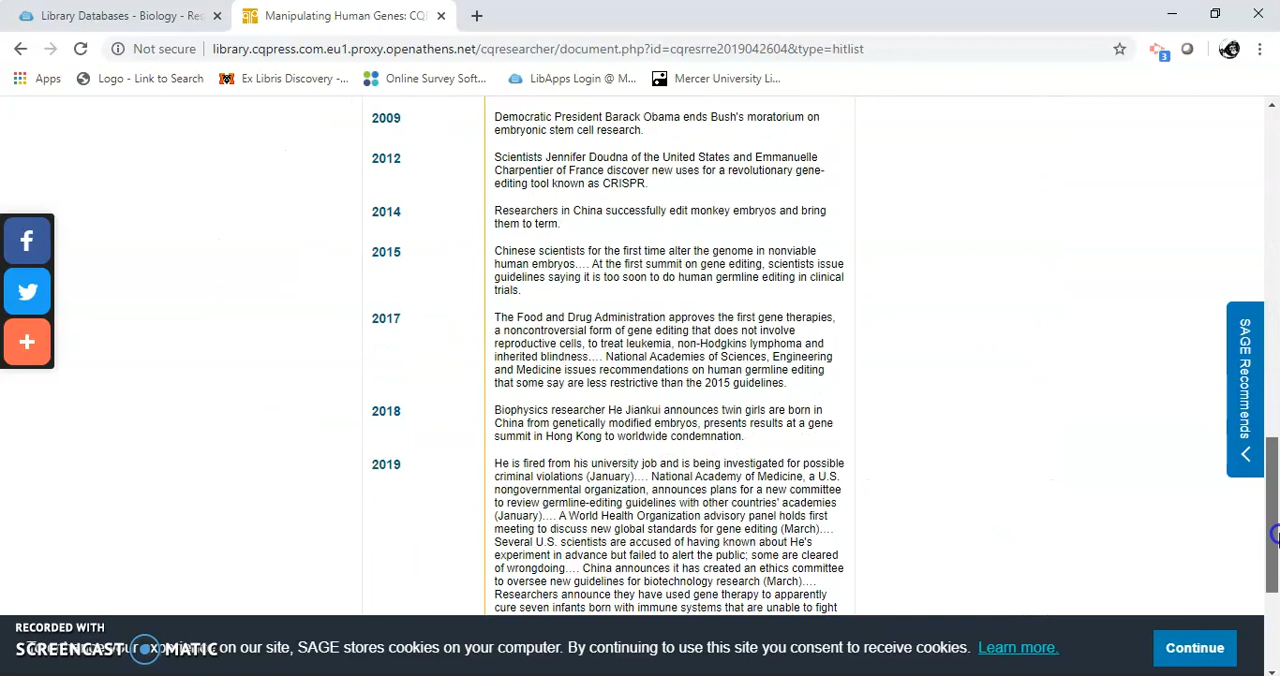 Library Databases - Biology - Res
Manipulating Human Genes: CQ
Not secure
library.cqpress.com.eu1.proxy.openathens.net/cqresearcher/document.php?id=cqresrre2019042604&type=hitlist
3
Apps
Logo - Link to Search
Ex Libris Discovery -...
Online Survey Soft...
LibApps Login @ M...
Mercer University Li...
2009
Democratic President Barack Obama ends Bush's moratorium on
embryonic stem cell research.
2012
Scientists Jennifer Doudna of the United States and Emmanuelle
Charpentier of France discover new uses for a revolutionary gene-
editing tool known as CRISPR.
2014
Researchers in China successfully edit monkey embryos and bring
them to term.
2015
Chinese scientists for the first time alter the genome in nonviable
human embryos.... At the first summit on gene editing, scientists issue
guidelines saying it is too soon to do human germline editing in clinical
trials.
2017
The Food and Drug Administration approves the first gene therapies,
a noncontroversial form of gene editing that does not involve
reproductive cells, to treat leukemia, non-Hodgkins lymphoma and
inherited blindness.... National Academies of Sciences, Engineering
and Medicine issues recommendations on human germline editing
that some say are less restrictive than the 2015 guidelines.
2018
Biophysics researcher He Jiankui announces twin girls are born in
China from genetically modified embryos, presents results at a gene
summit in Hong Kong to worldwide condemnation.
2019
He is fired from his university job and is being investigated for possible
criminal violations (January).... National Academy of Medicine, a U.S.
nongovernmental organization, announces plans for a new committee
to review germline-editing guidelines with other countries' academies
(January).... A World Health Organization advisory panel holds first
meeting to discuss new global standards for gene editing (March)....
Several U.S. scientists are accused of having known about He's
experiment in advance but failed to alert the public; some are cleared
of wrongdoing.... China announces it has created an ethics committee
to oversee new guidelines for biotechnology research (March)....
Researchers announce they have used gene therapy to apparently
cure seven infants born with immune systems that are unable to fight
SAGE Recommends
RECORDED WITH
SCREENCAST MATIC
your experience on our site, SAGE stores cookies on your computer. By continuing to use this site you consent to receive cookies. Learn more.
Continue